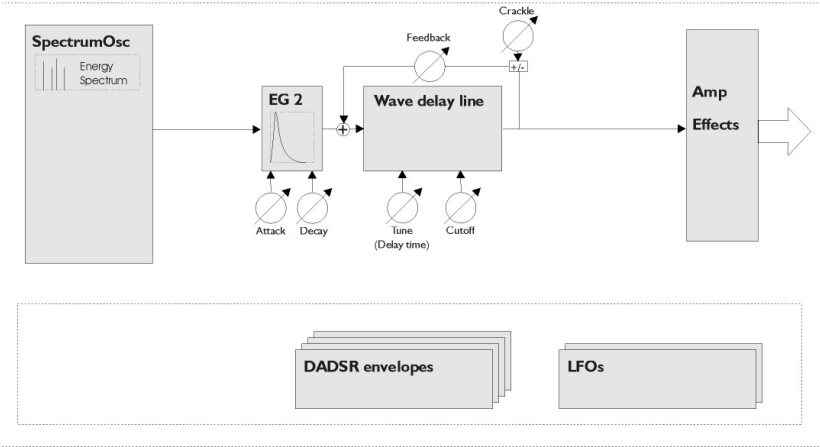 Crackle
SpectrumOsc
Feedback
Energy
Spectrum
+/-
EG 2
Wave delay line
Amp
Effects
+
Attack
Decay
Tune
(Delay time)
Cutoff
DADSR envelopes
LFOs